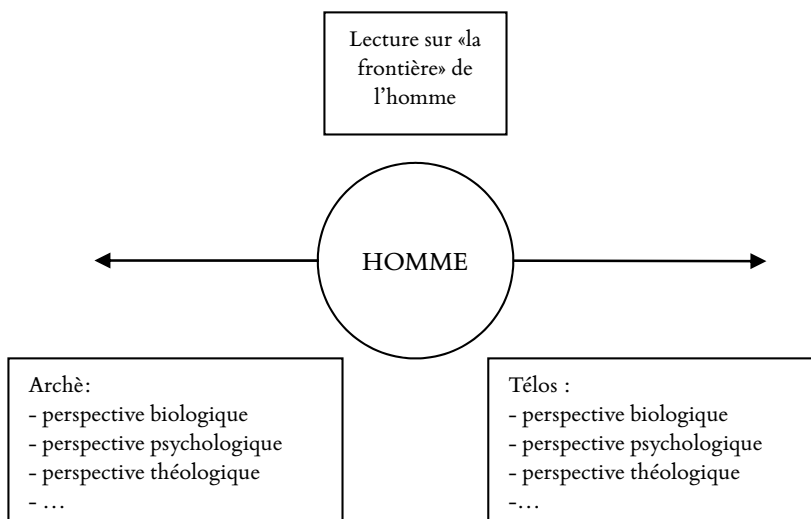 Lecture sur «la
frontière» de
l’homme
HOMME
Archè:
- perspective biologique
- perspective psychologique
- perspective théologique
- …
Télos :
- perspective biologique
- perspective psychologique
- perspective théologique
-…